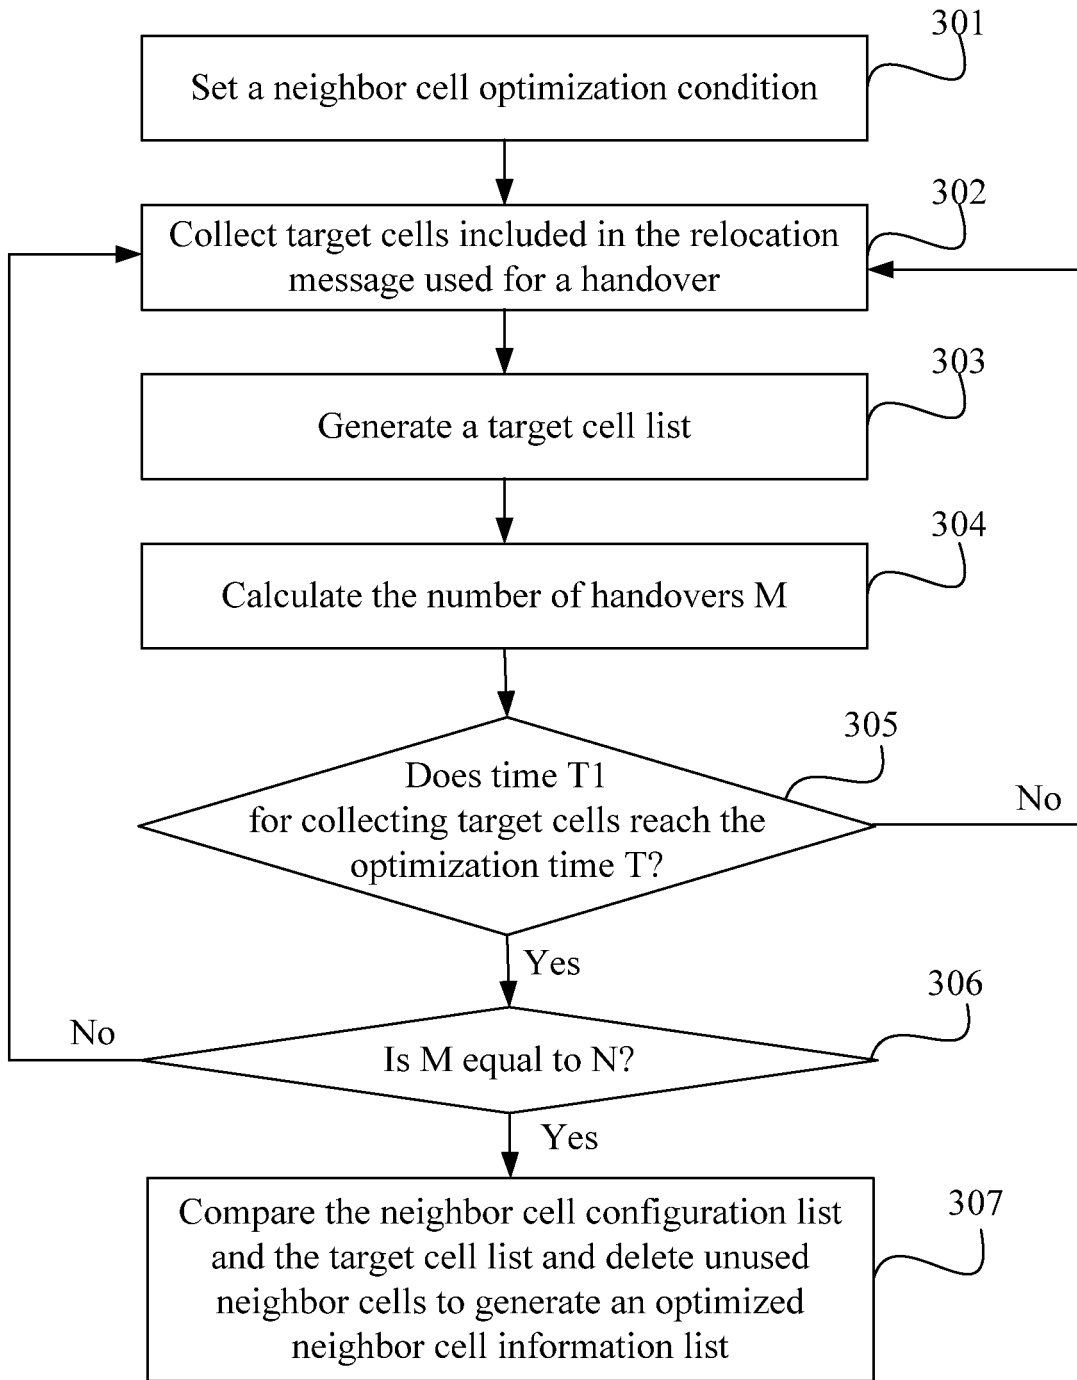 301
Set a neighbor cell optimization condition
302
Collect target cells included in the relocation
message used for a handover
303
Generate a target cell list
304
Calculate the number of handovers M
305
Does time T1
for collecting target cells reach the
optimization time T?
No
Yes
306
No
Is M equal to N?
Yes
307
Compare the neighbor cell configuration list
and the target cell list and delete unused
neighbor cells to generate an optimized
neighbor cell information list